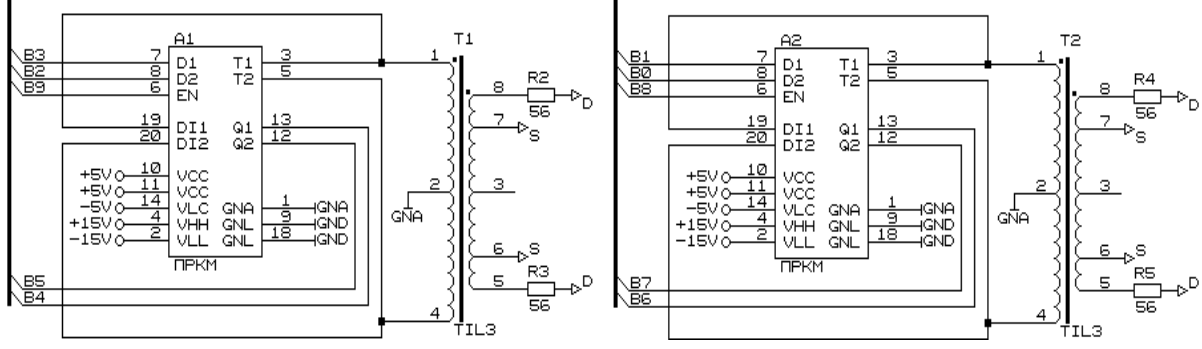 A1
T1
B3 7 D1 T1 3 1
B2 8 D2 T2 5
B9 6 EN
8 R2 D
56
19 DI1 Q1 13 7 S
20 DI2 Q2 12
+5V 10 VCC
+5V 11 VCC 2 3
-5V 14 VLC GNA 1 GNA GNA
+15V 4 VHH GNL 9 GND
-15V 2 VLL GNL 18 GND
6 S
ПРКМ
B5 5 R3 D
B4 56
4
TIL3
A2
T2
B1 7 D1 T1 3 1
B0 8 D2 T2 5
B8 6 EN
8 R4 D
56
19 DI1 Q1 13 7 S
20 DI2 Q2 12
+5V 10 VCC
+5V 11 VCC 2 3
-5V 14 VLC GNA 1 GNA GNA
+15V 4 VHH GNL 9 GND
-15V 2 VLL GNL 18 GND
6 S
ПРКМ
B7 5 R5 D
B6 56
4
TIL3